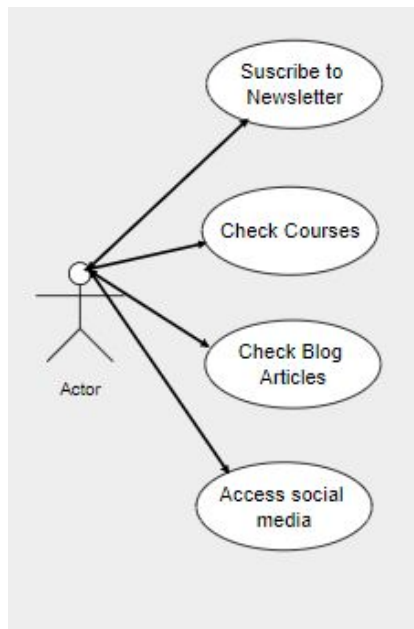 Suscribe to
Newsletter
Check Courses
Check Blog
Articles
Actor
Access social
media